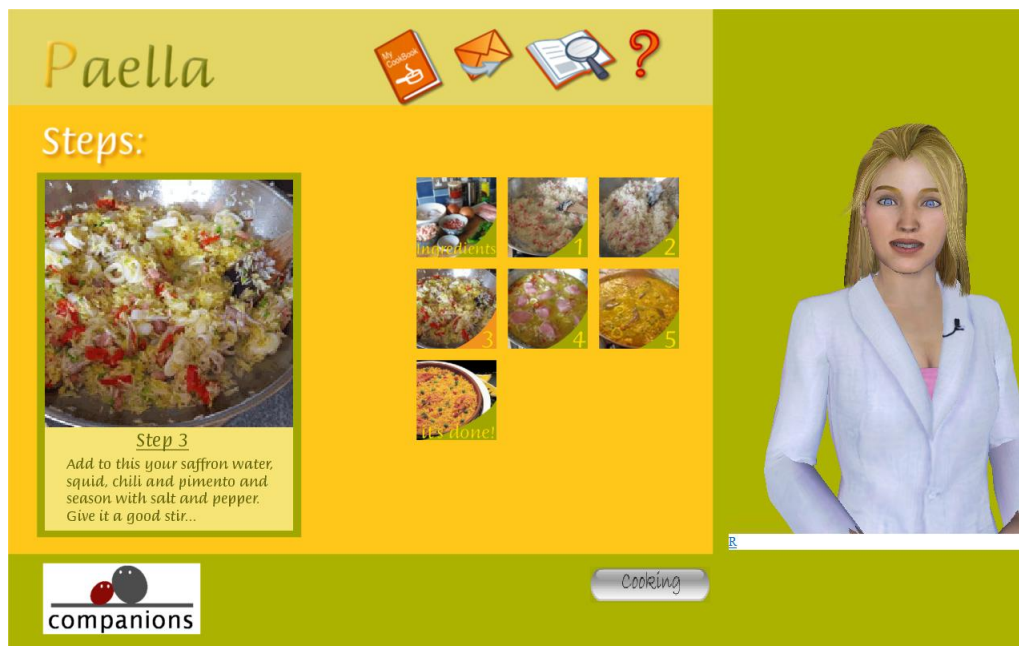 Paella
My
CookBook
?
Steps:
Ingredients
1
2
3
4
5
it's done!
Step 3
Add to this your saffron water,
squid, chili and pimento and
season with salt and pepper.
Give it a good stir...
R
companions
Cooking